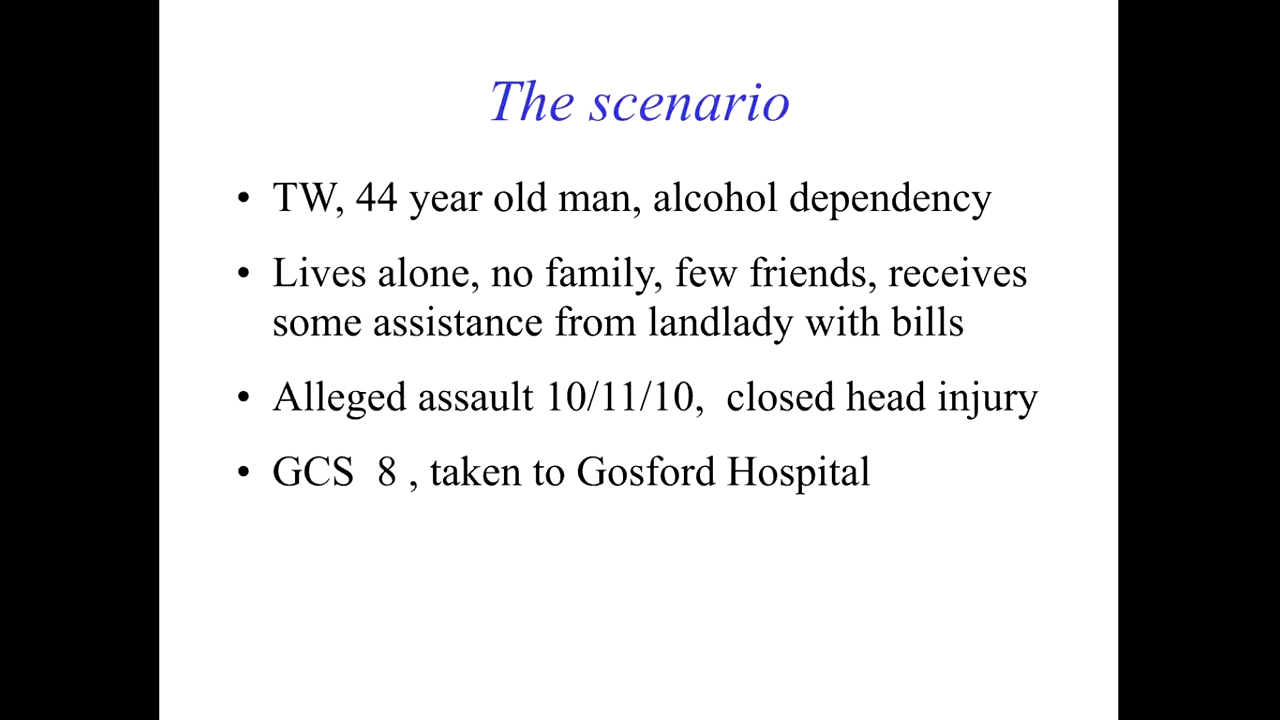 The scenario
• TW, 44 year old man, alcohol dependency
• Lives alone, no family, few friends, receives
some assistance from landlady with bills
• Alleged assault 10/11/10,  closed head injury
• GCS  8 , taken to Gosford Hospital